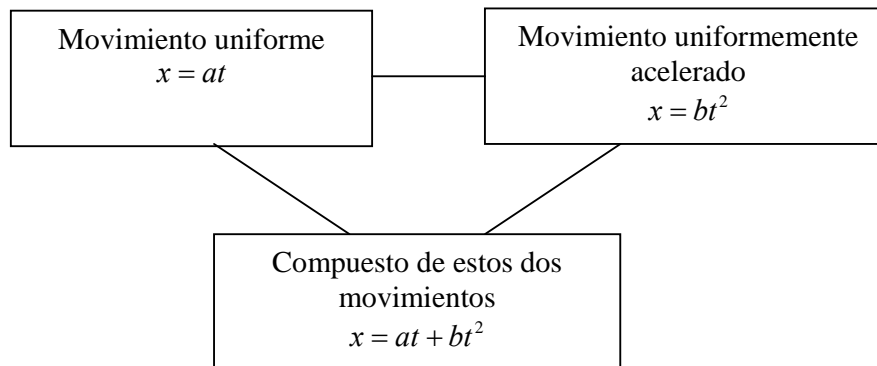 Movimiento uniforme
x = at
Movimiento uniformemente
acelerado
x = bt²
Compuesto de estos dos
movimientos
x = at + bt²